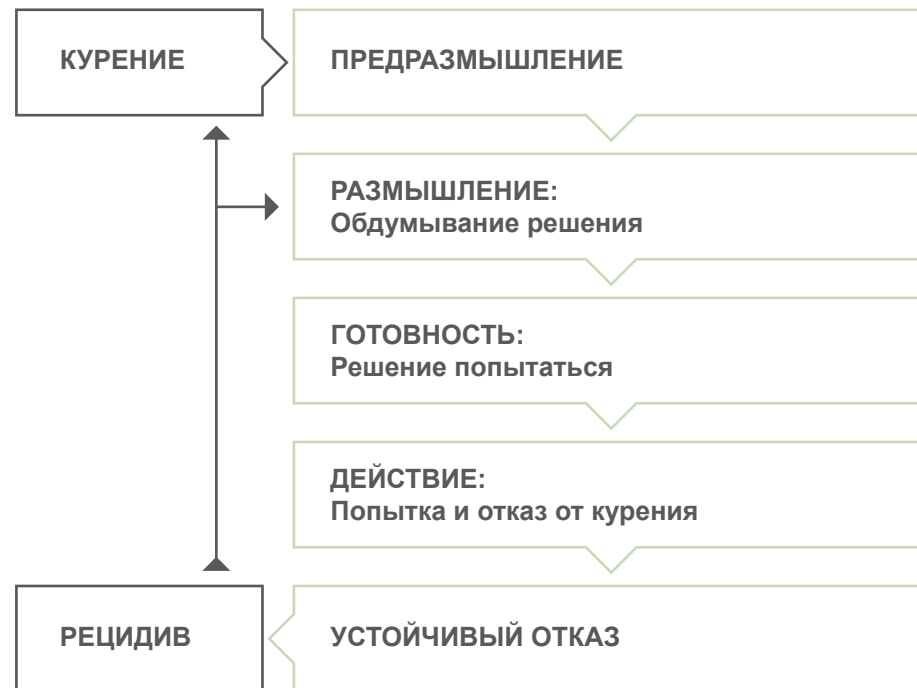 КУРЕНИЕ
ПРЕДРАЗМЫШЛЕНИЕ
РАЗМЫШЛЕНИЕ:
Обдумывание решения
ГОТОВНОСТЬ:
Решение попытаться
ДЕЙСТВИЕ:
Попытка и отказ от курения
РЕЦИДИВ
УСТОЙЧИВЫЙ ОТКАЗ